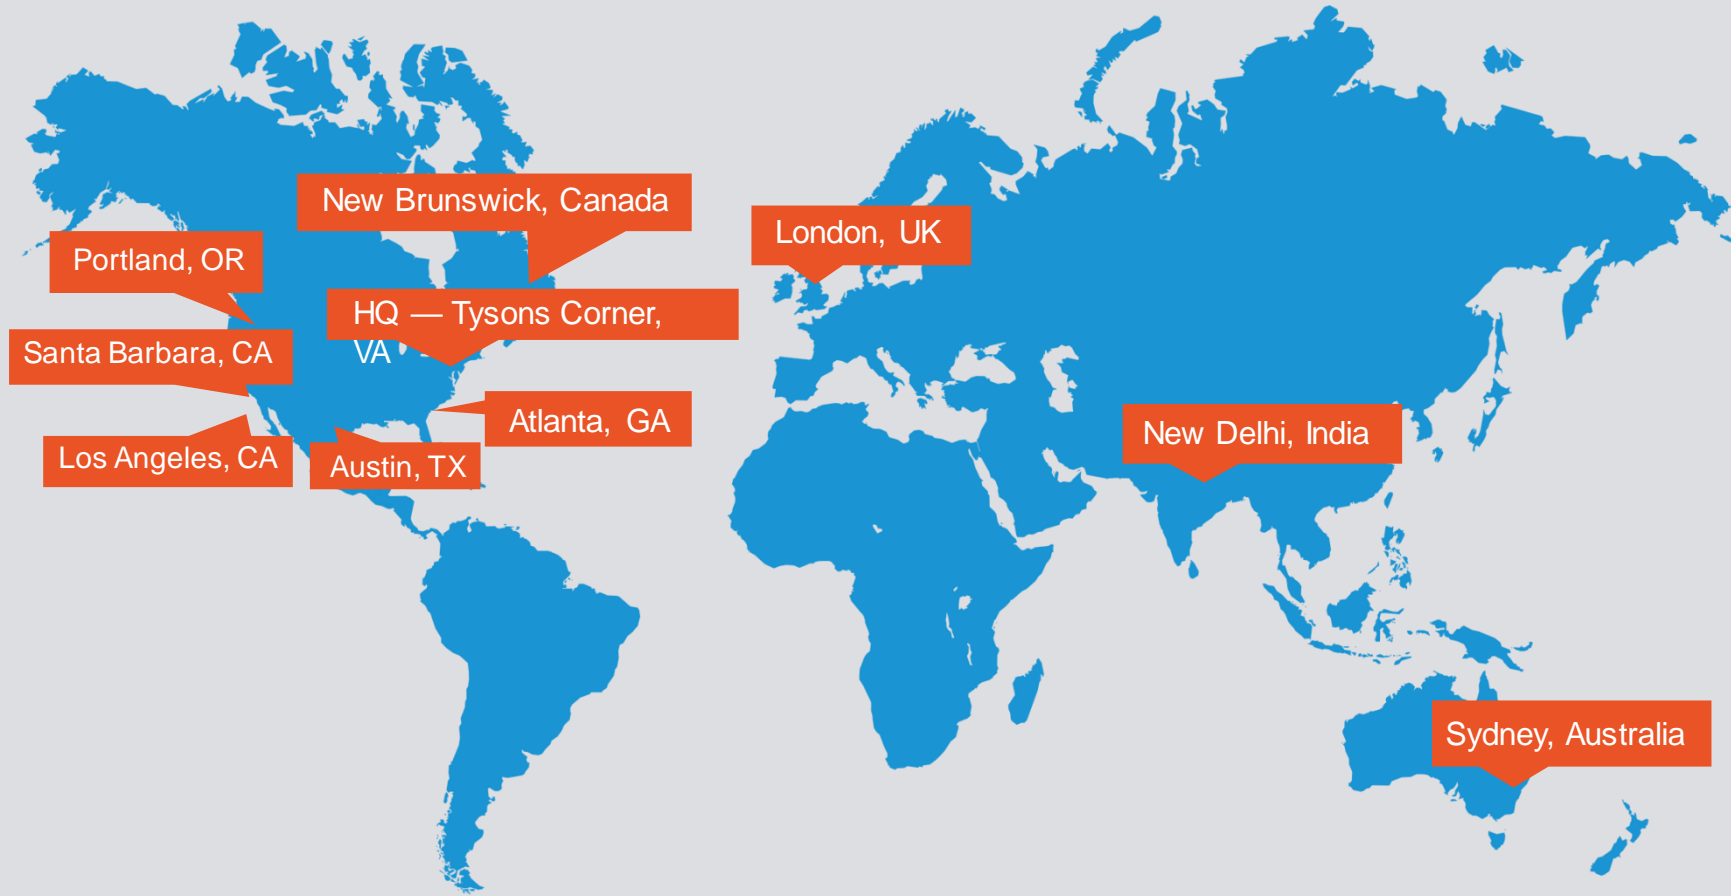 New Brunswick, Canada
London, UK
Portland, OR
HQ — Tysons Corner,
VA
Santa Barbara, CA
Atlanta, GA
New Delhi, India
Los Angeles, CA
Austin, TX
Sydney, Australia